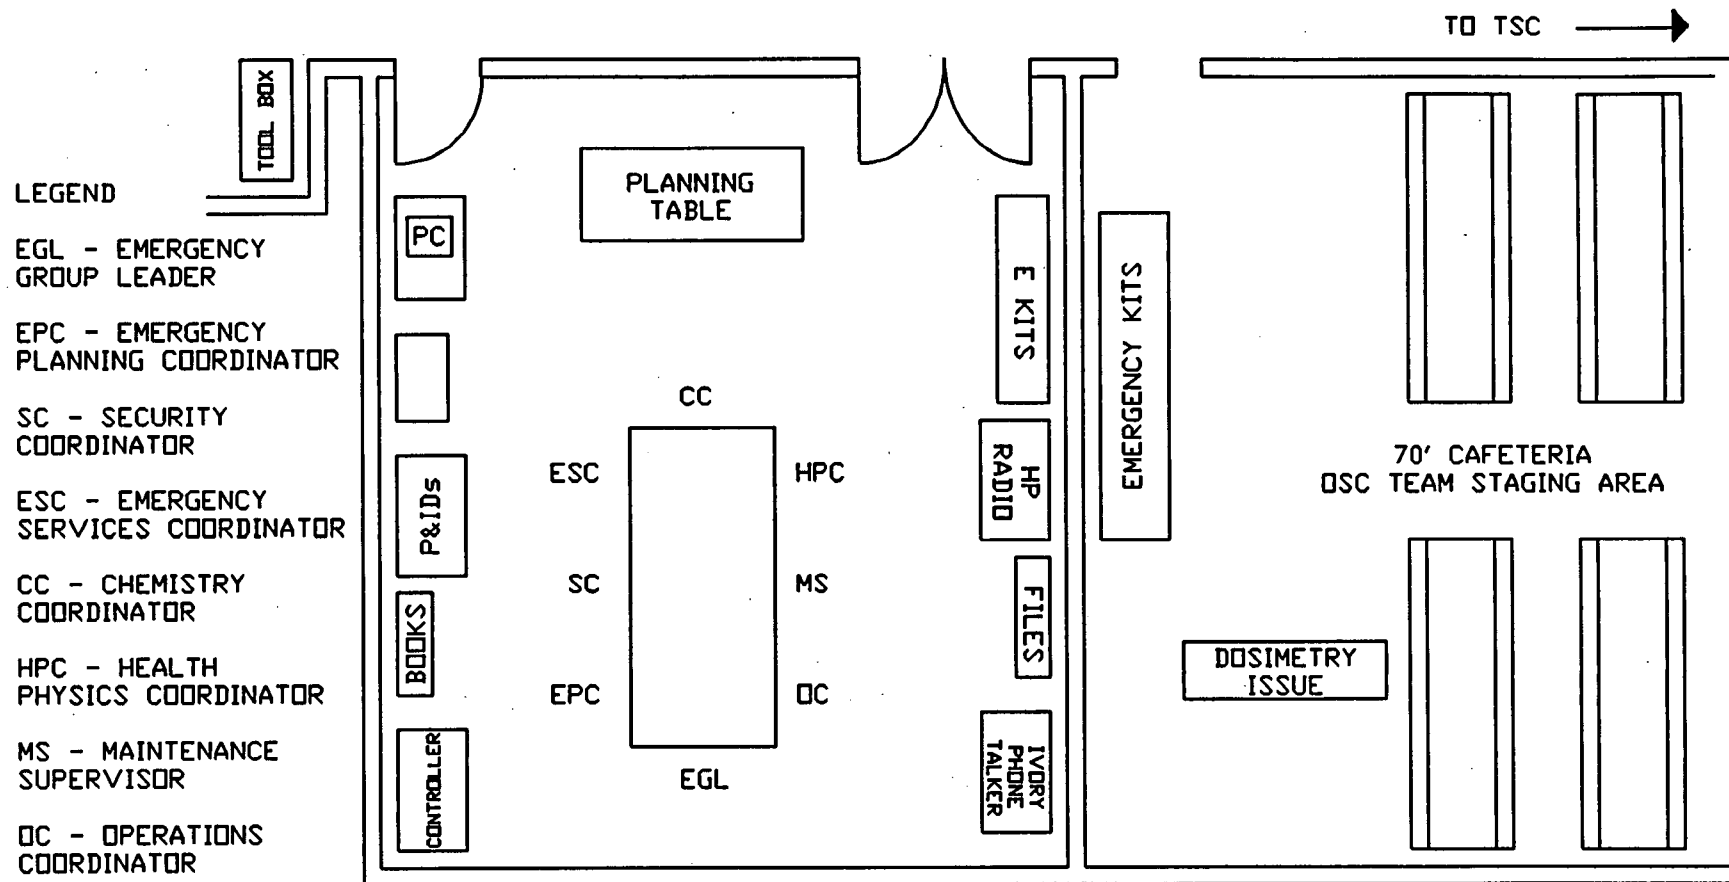 TO TSC
TOOL BOX
LEGEND
EGL - EMERGENCY
GROUP LEADER
EPC - EMERGENCY
PLANNING COORDINATOR
SC - SECURITY
COORDINATOR
ESC - EMERGENCY
SERVICES COORDINATOR
CC - CHEMISTRY
COORDINATOR
HPC - HEALTH
PHYSICS COORDINATOR
MS - MAINTENANCE
SUPERVISOR
OC - OPERATIONS
COORDINATOR
PC
P&IDs
BOOKS
CONTROLLER
PLANNING
TABLE
CC
ESC
HPC
SC
MS
EPC
OC
EGL
E KITS
HP
RADIO
FILES
IVORY
PHONE
TALKER
EMERGENCY KITS
70' CAFETERIA
OSC TEAM STAGING AREA
DOSIMETRY
ISSUE